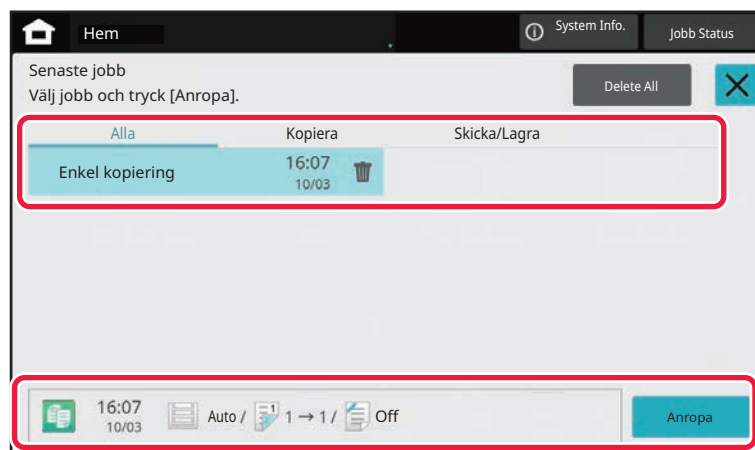 Hem
System Info.
Jobb Status
Senaste jobb
Välj jobb och tryck [Anropa].
Delete All
Alla Kopiera Skicka/Lagra
Enkel kopiering 16:07
10/03
16:07
10/03
Auto / 1 1 → 1 / Off
Anropa